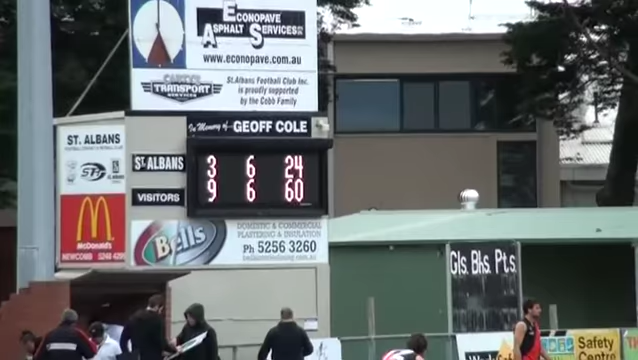 ECONOPAVE
ASPHALT SERVICES
E
A S
www.econopave.com.au
TRANSPORT
SERVICES
St.Albans Football Club Inc.
is proudly supported
by the Cobb Family
In Memory of GEOFF COLE
ST. ALBANS
ST. ALBANS 3 6 24
VISITORS 9 6 60
McDonald's
NEWCOMB
Bells
DOMESTIC & COMMERCIAL
PLASTERING & INSULATION
Ph 5256 3260
Gls. Bks. Pts.
Safety
Centre